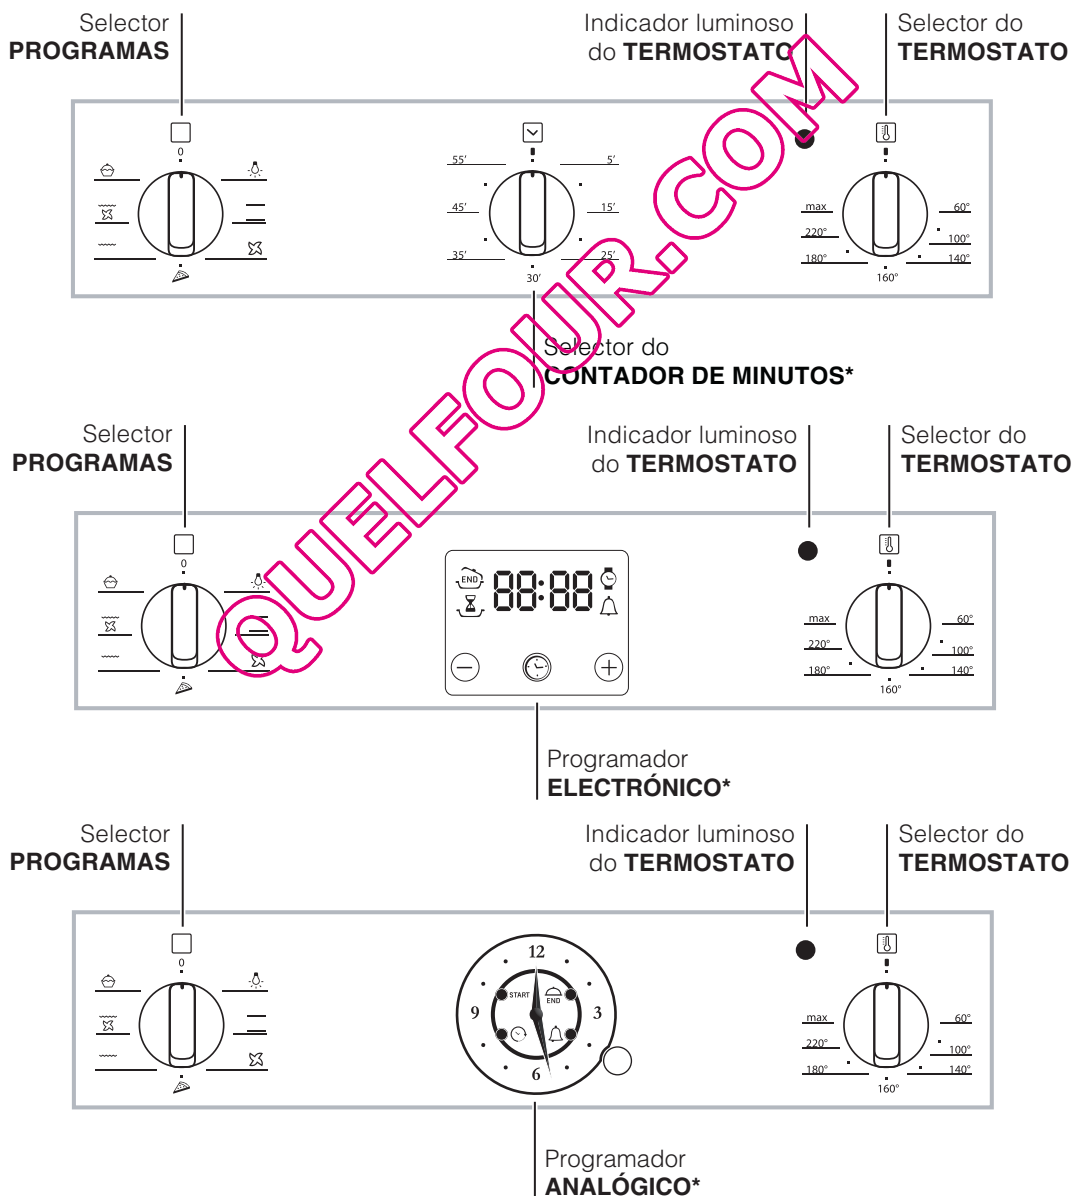 Selector
PROGRAMAS
Indicador luminoso
do TERMOSTATO
Selector do
TERMOSTATO
0
55'
45'
35'
30'
5'
15'
25'
max
220°
180°
160°
60°
100°
140°
Selector do
CONTADOR DE MINUTOS*
QUELFOUR.COM
Selector
PROGRAMAS
Indicador luminoso
do TERMOSTATO
Selector do
TERMOSTATO
0
END
88:88
max
220°
180°
160°
60°
100°
140°
Programador
ELECTRÓNICO*
Selector
PROGRAMAS
Indicador luminoso
do TERMOSTATO
Selector do
TERMOSTATO
0
12
START
END
9
3
6
max
220°
180°
160°
60°
100°
140°
Programador
ANALÓGICO*